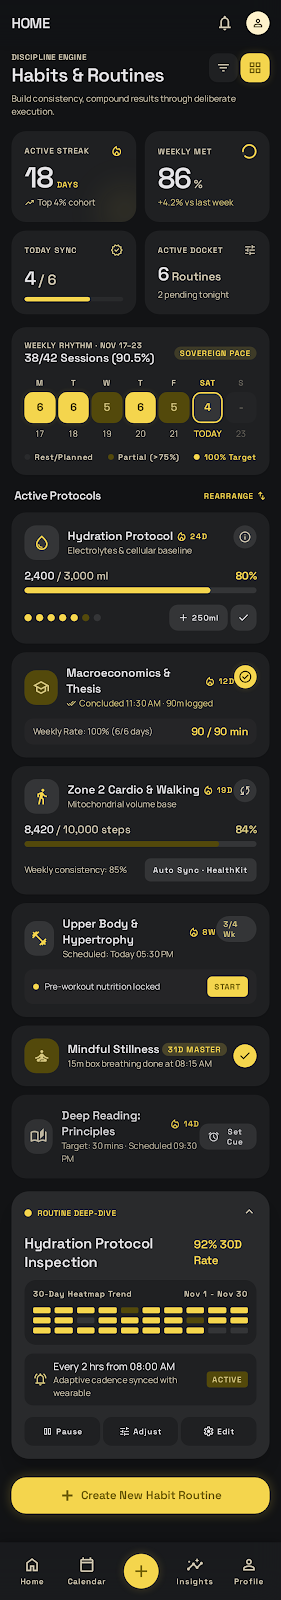 HOME
DISCIPLINE ENGINE
Habits & Routines
Build consistency, compound results through deliberate
execution.
ACTIVE STREAK
18 DAYS
Top 4% cohort
WEEKLY MET
86 %
+4.2% vs last week
TODAY SYNC
4 / 6
ACTIVE DOCKET
6 Routines
2 pending tonight
WEEKLY RHYTHM · NOV 17–23
38/42 Sessions (90.5%)
SOVEREIGN PACE
M T W T F SAT S
6 6 5 6 5 4 -
17 18 19 20 21 TODAY 23
Rest/Planned Partial (>75%) 100% Target
Active Protocols
REARRANGE
Hydration Protocol 24D
Electrolytes & cellular baseline
2,400 / 3,000 ml 80%
+ 250ml
Macroeconomics &
Thesis
12D
Concluded 11:30 AM · 90m logged
Weekly Rate: 100% (6/6 days) 90 / 90 min
Zone 2 Cardio & Walking 19D
Mitochondrial volume base
8,420 / 10,000 steps 84%
Weekly consistency: 85% Auto Sync · HealthKit
Upper Body &
Hypertrophy
8W
3/4
Wk
Scheduled: Today 05:30 PM
Pre-workout nutrition locked START
Mindful Stillness 31D MASTER
15m box breathing done at 08:15 AM
Deep Reading:
Principles
14D
Set
Cue
Target: 30 mins · Scheduled 09:30
PM
ROUTINE DEEP-DIVE
Hydration Protocol
Inspection
92% 30D
Rate
30-Day Heatmap Trend Nov 1 - Nov 30
Every 2 hrs from 08:00 AM
Adaptive cadence synced with
wearable
ACTIVE
Pause Adjust Edit
+ Create New Habit Routine
Home Calendar + Insights Profile